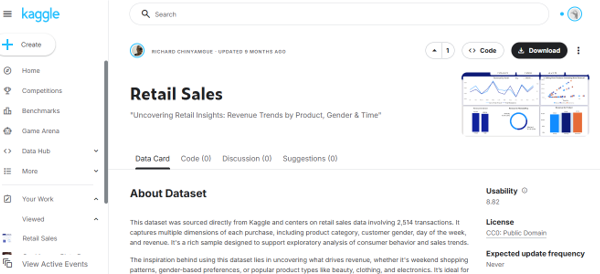 kaggle
Search
Create
RICHARD CHINYAMGUE · UPDATED 9 MONTHS AGO
1
Code
Download
Home
Competitions
Benchmarks
Game Arena
Data Hub
More
Your Work
Viewed
Retail Sales
View Active Events
Retail Sales
"Uncovering Retail Insights: Revenue Trends by Product, Gender & Time"
Data Card
Code (0)
Discussion (0)
Suggestions (0)
About Dataset
This dataset was sourced directly from Kaggle and centers on retail sales data involving 2,514 transactions. It
captures multiple dimensions of each purchase, including product category, customer gender, day of the week,
and revenue. It's a rich sample designed to support exploratory analysis of consumer behavior and sales trends.
The inspiration behind using this dataset lies in uncovering what drives revenue, whether it's weekend shopping
patterns, gender-based preferences, or popular product types like beauty, clothing, and electronics. It's ideal for
Usability
8.82
License
CC0: Public Domain
Expected update frequency
Never